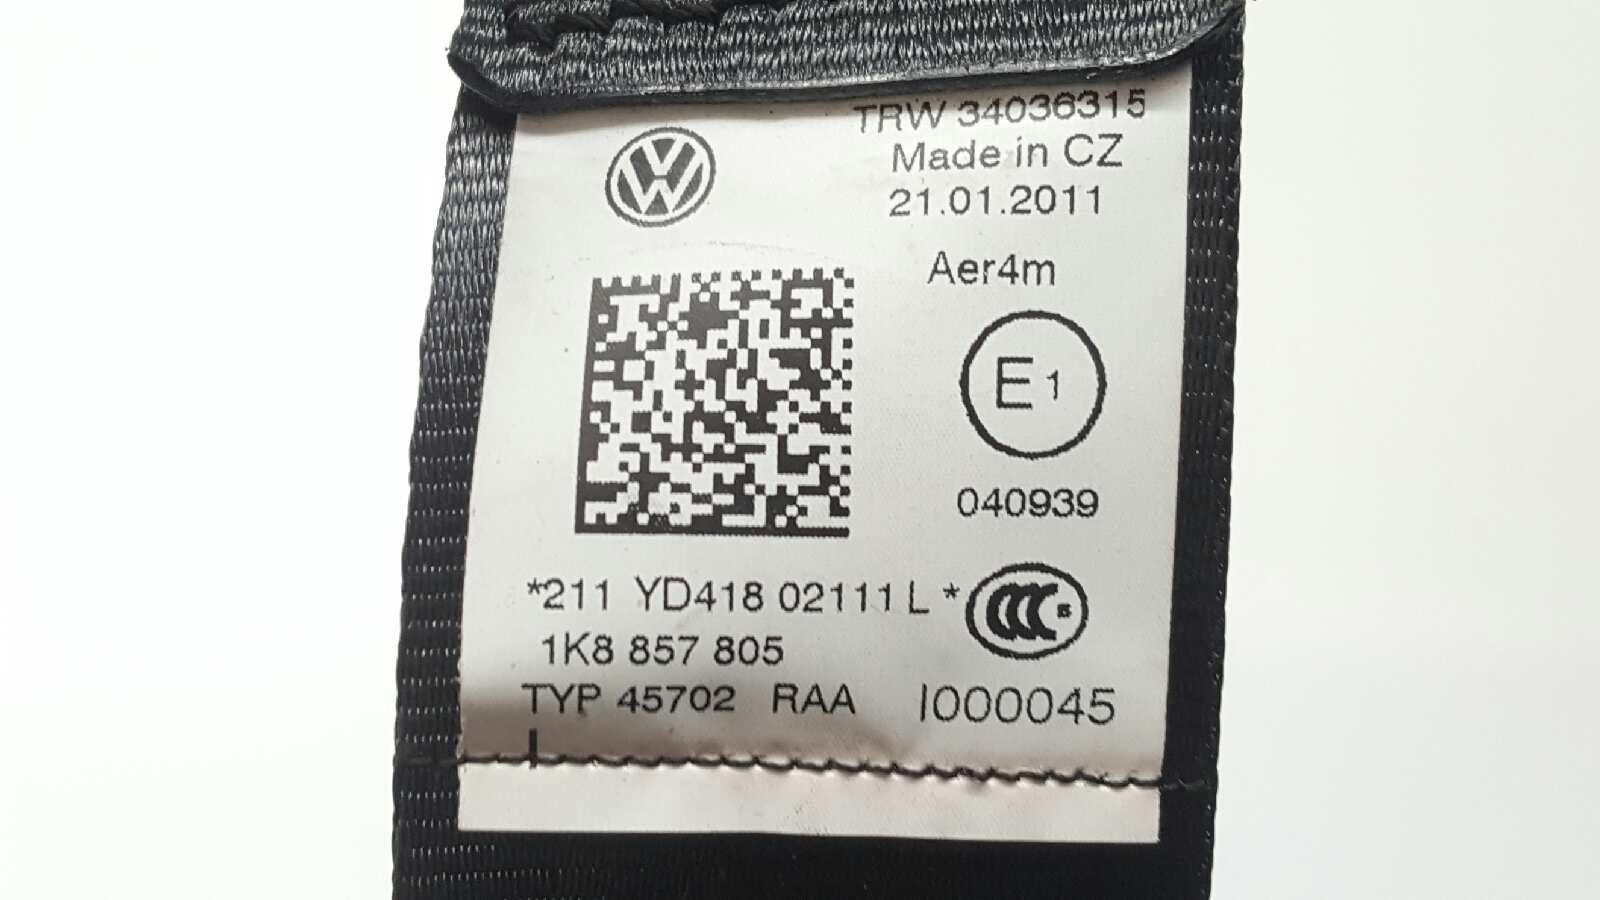 TRW 34036315
Made in CZ
21.01.2011
Aer4m
E1
040939
*211 YD418 02111 L *
CCC S
1K8 857 805
TYP 45702 RAA I000045